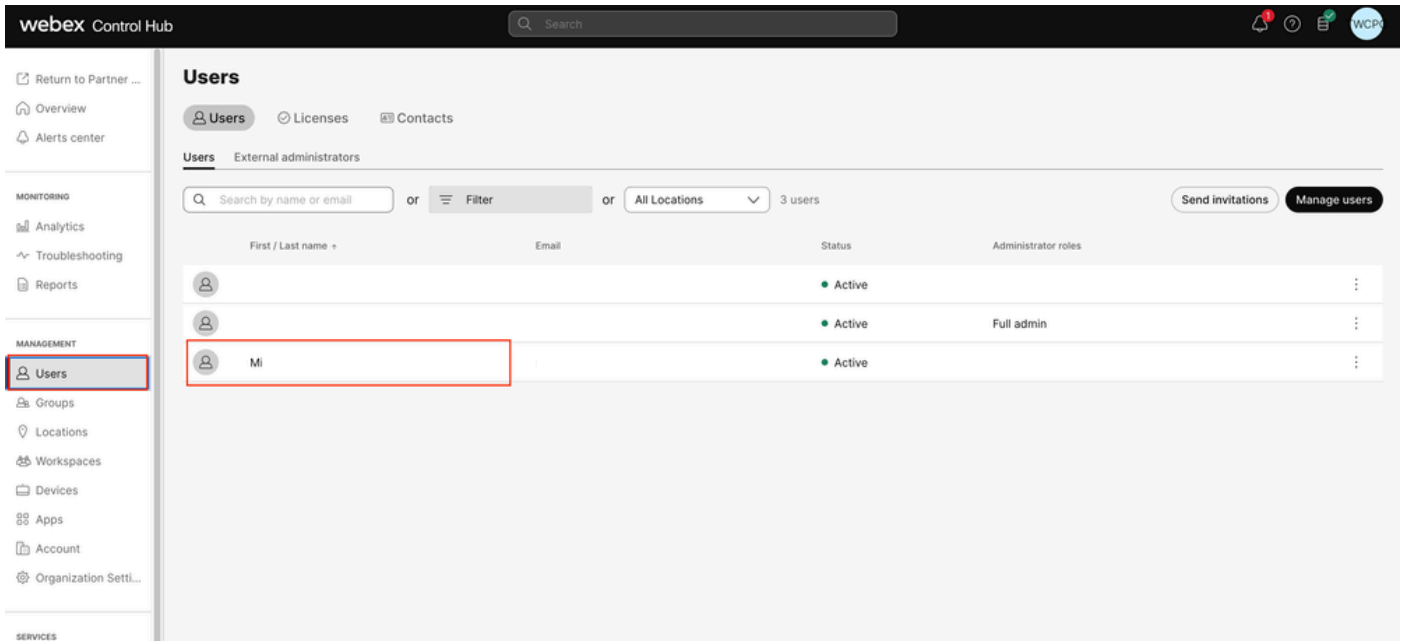 webex Control Hub
Search
1
WCPC
Return to Partner ...
Overview
Alerts center
MONITORING
Analytics
Troubleshooting
Reports
MANAGEMENT
Users
Groups
Locations
Workspaces
Devices
Apps
Account
Organization Setti...
SERVICES
Users
Users Licenses Contacts
Users External administrators
Search by name or email or Filter or All Locations 3 users Send invitations Manage users
First / Last name ↑ Email Status Administrator roles
Active
Active Full admin
Mi Active